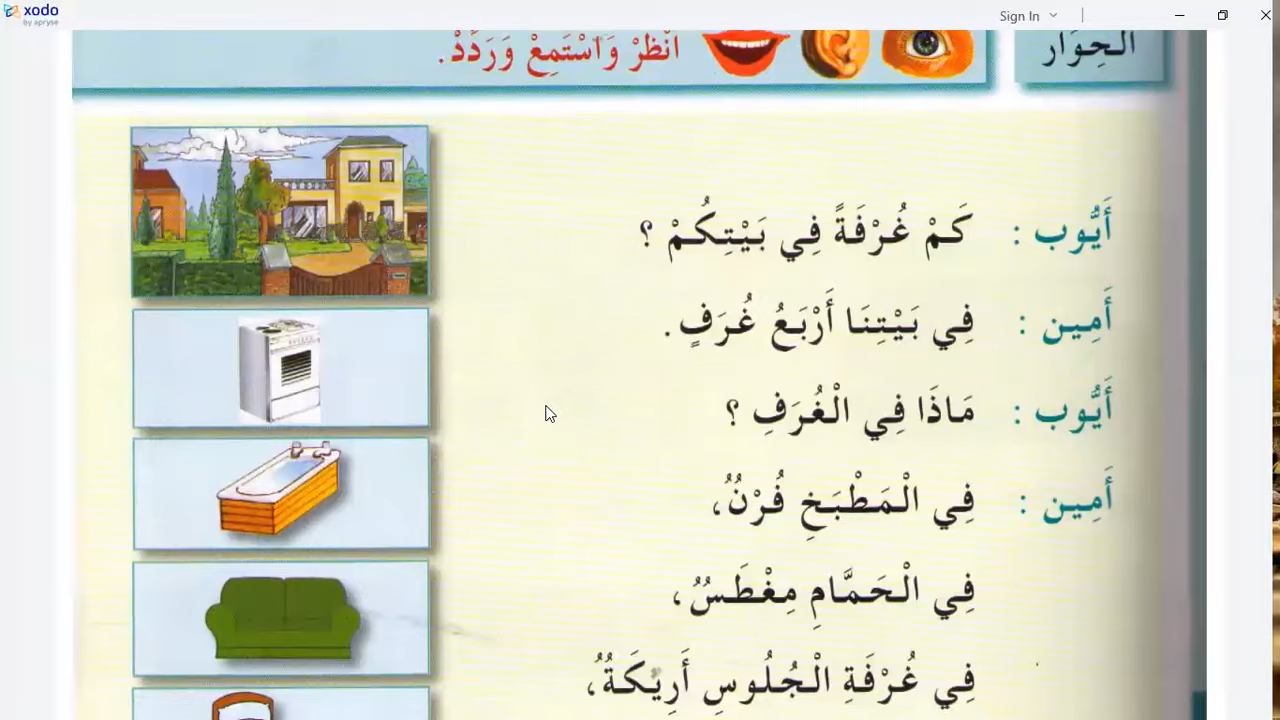 xodo
by apryse
Sign In
الْحِوَار
انْظُرْ وَاسْتَمِعْ وَرَدِّدْ.
أَيُّوب : كَمْ غُرْفَةً فِي بَيْتِكُمْ ؟
أَمِين : فِي بَيْتِنَا أَرْبَعُ غُرَفٍ.
أَيُّوب : مَاذَا فِي الْغُرَفِ ؟
أَمِين : فِي الْمَطْبَخِ فُرْنٌ،
فِي الْحَمَّامِ مِغْطَسٌ،
فِي غُرْفَةِ الْجُلُوسِ أَرِيكَةٌ،